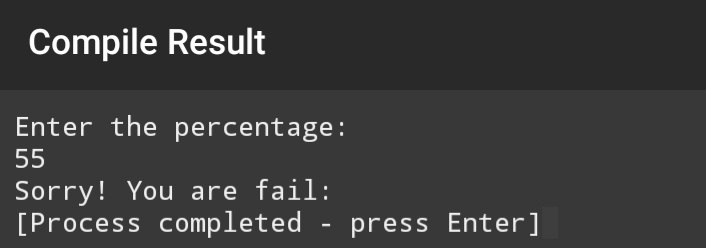 Compile Result
Enter the percentage:
55
Sorry! You are fail:
[Process completed - press Enter]